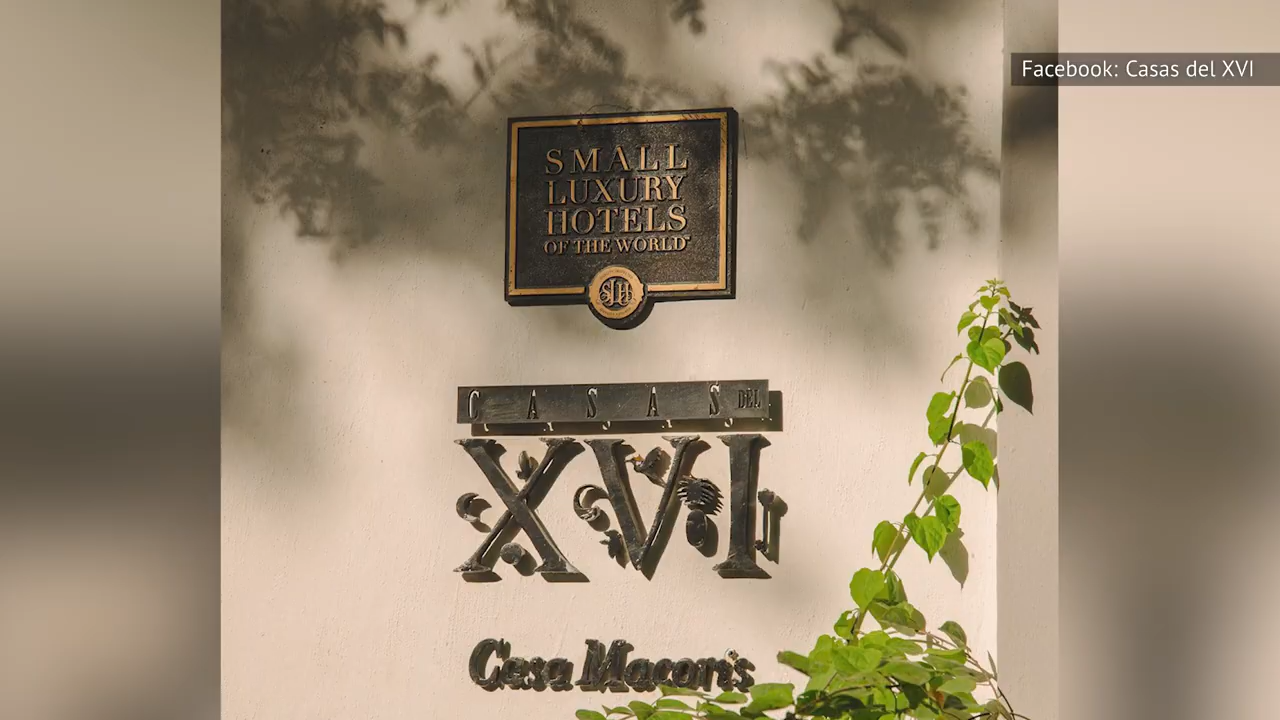 Facebook: Casas del XVI
SMALL
LUXURY
HOTELS
OF THE WORLD
SLH
CASAS DEL
XVI
Casa Macorís